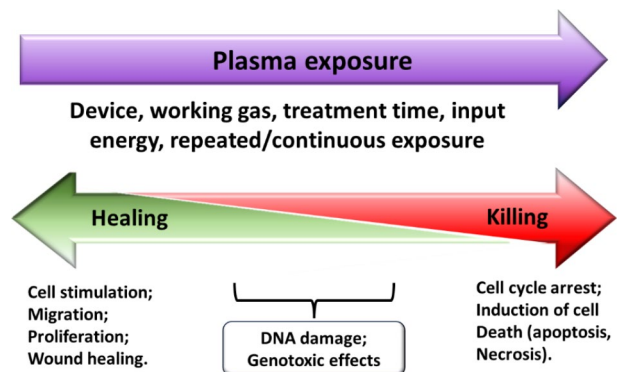 Plasma exposure
Device, working gas, treatment time, input
energy, repeated/continuous exposure
Healing
Killing
Cell stimulation;
Migration;
Proliferation;
Wound healing.
DNA damage;
Genotoxic effects
Cell cycle arrest;
Induction of cell
Death (apoptosis,
Necrosis).